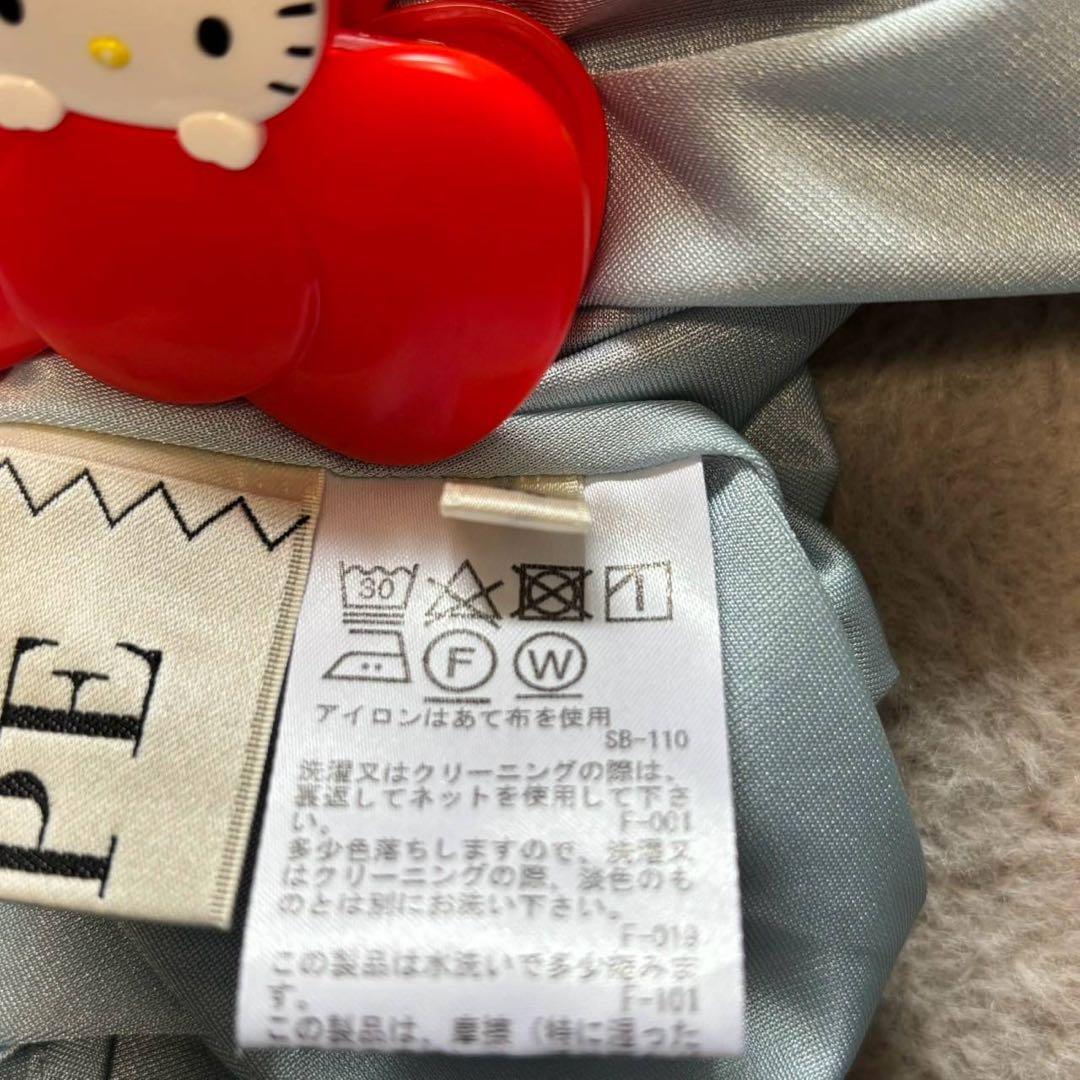 PE
30
F
W
アイロンはあて布を使用
SB-110
洗濯又はクリーニングの際は、
裏返してネットを使用して下さ
い。
F-001
多少色落ちしますので、洗濯又
はクリーニングの際、淡色のも
のとは別にお洗い下さい。
F-018
この製品は水洗いで多少縮みま
す。
F-101
この製品は、摩擦（特に湿った